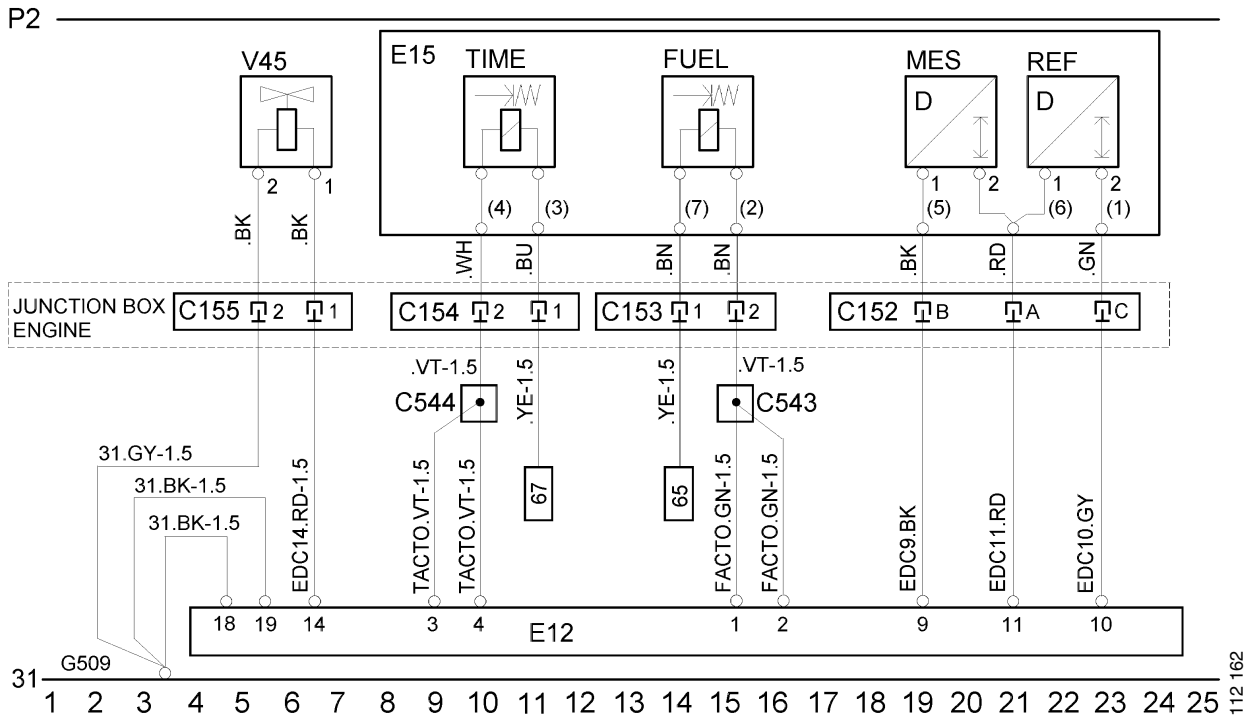 P2
V45
E15
TIME
FUEL
MES
REF
D
D
2
1
1
2
1
2
(4)
(3)
(7)
(2)
(5)
(6)
(1)
.BK
.BK
.WH
.BU
.BN
.BN
.BK
.RD
.GN
JUNCTION BOX
ENGINE
C155
2
1
C154
2
1
C153
1
2
C152
B
A
C
.VT-1.5
.YE-1.5
.YE-1.5
.VT-1.5
C544
C543
31.GY-1.5
31.BK-1.5
31.BK-1.5
EDC14.RD-1.5
TACTO.VT-1.5
TACTO.VT-1.5
67
65
FACTO.GN-1.5
FACTO.GN-1.5
EDC9.BK
EDC11.RD
EDC10.GY
18
19
14
3
4
E12
1
2
9
11
10
G509
31
1 2 3 4 5 6 7 8 9 10 11 12 13 14 15 16 17 18 19 20 21 22 23 24 25
112 162